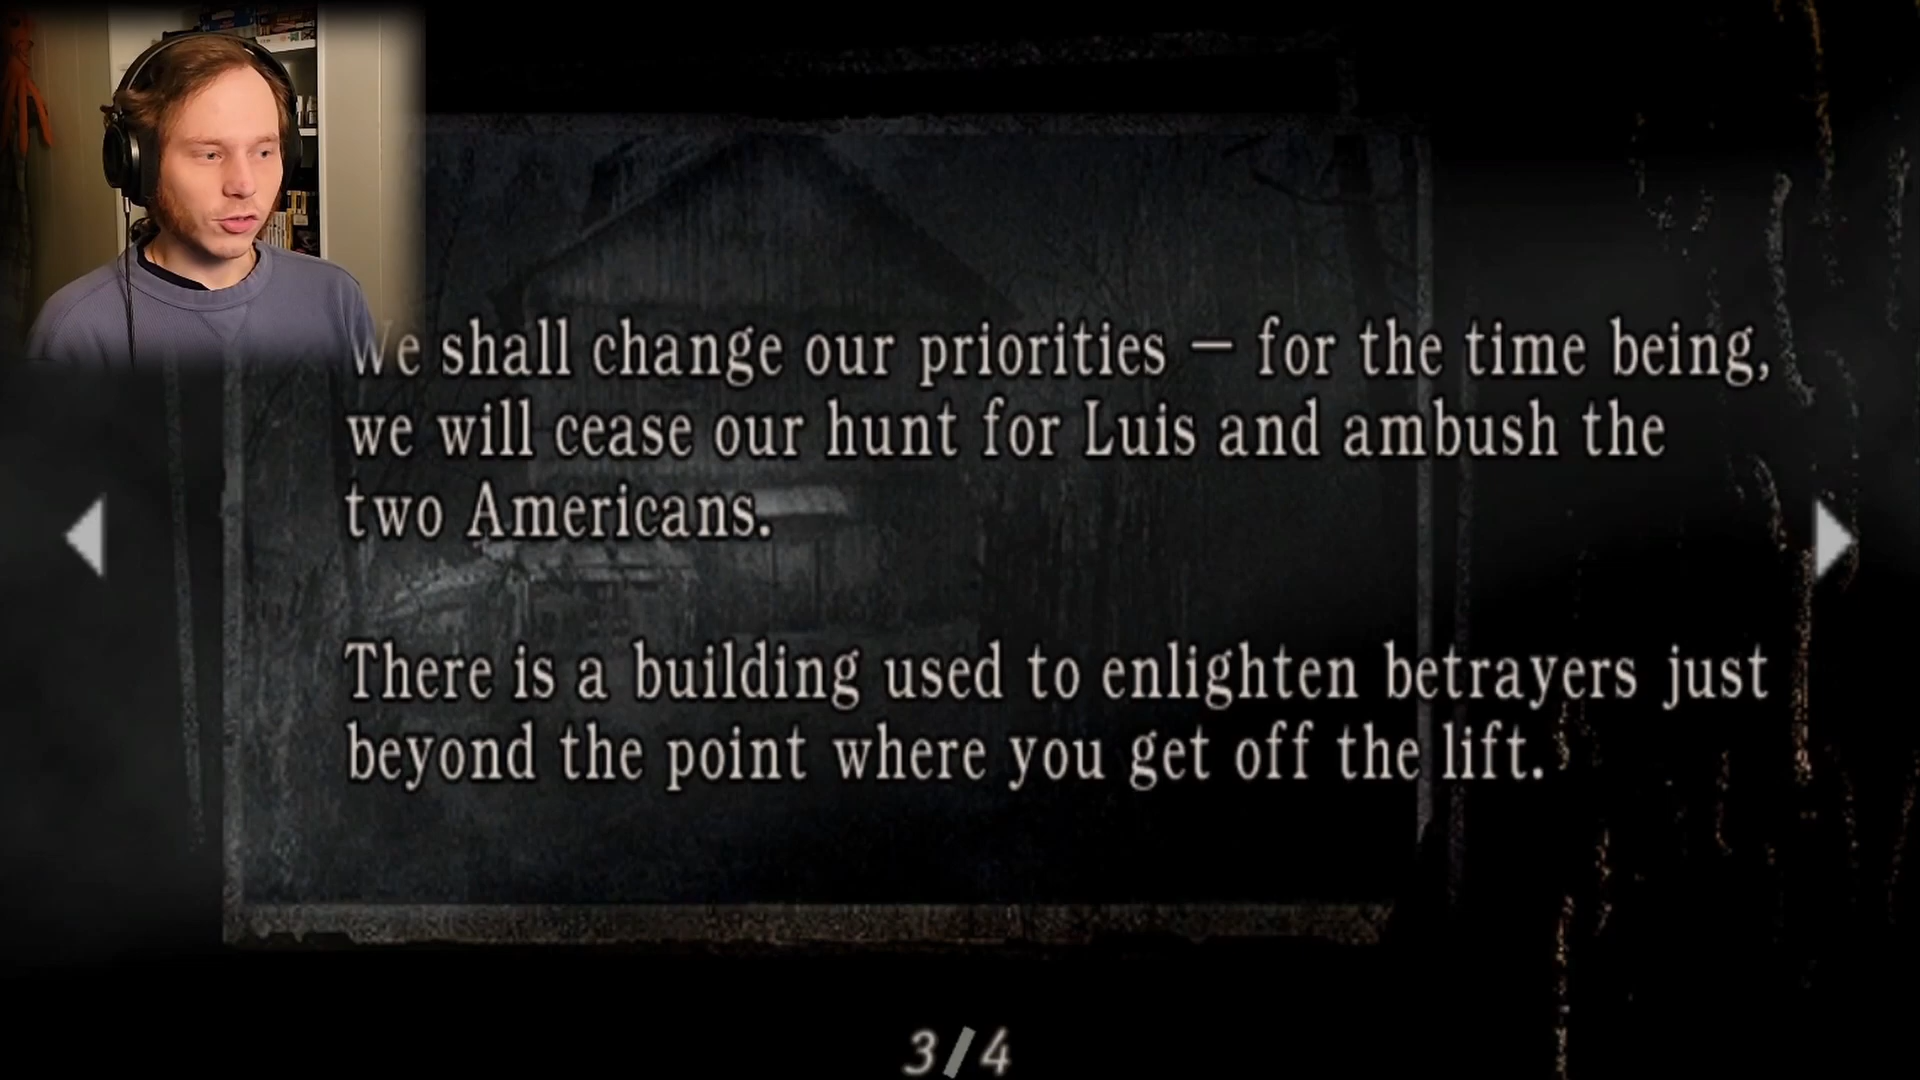 We shall change our priorities — for the time being,
we will cease our hunt for Luis and ambush the
two Americans.
There is a building used to enlighten betrayers just
beyond the point where you get off the lift.
3/4